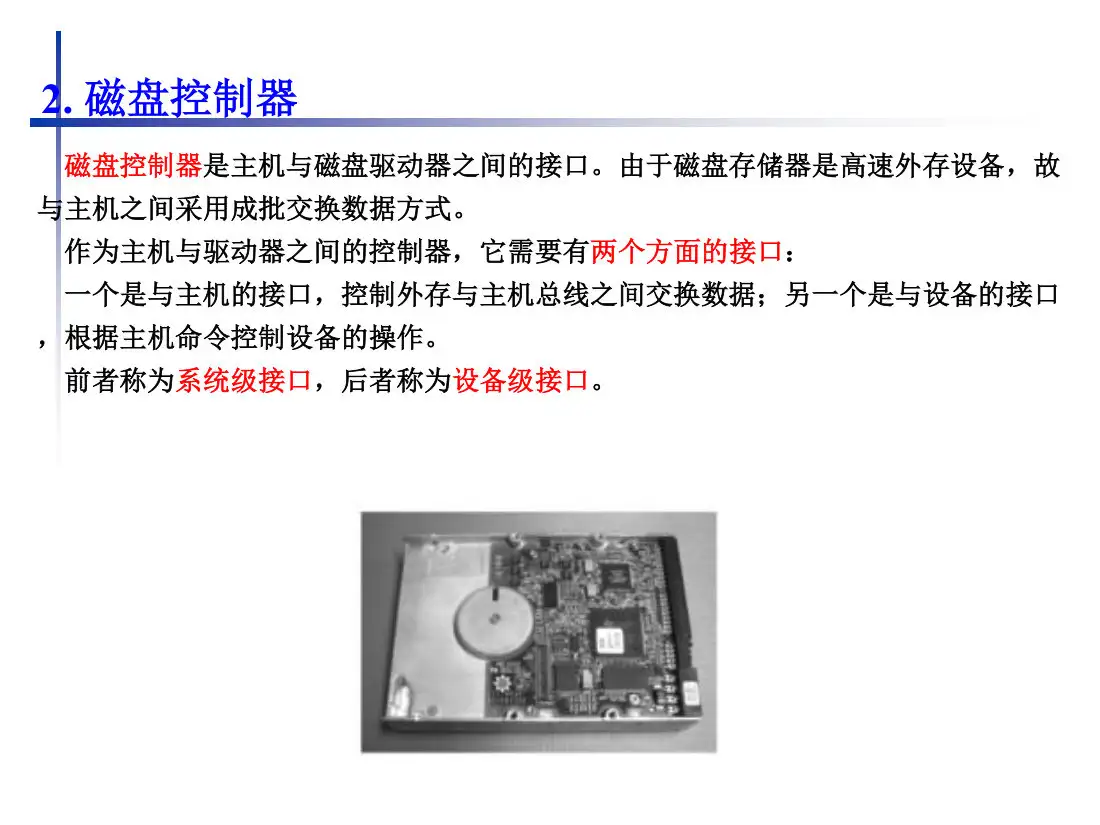 2. 磁盘控制器
磁盘控制器是主机与磁盘驱动器之间的接口。由于磁盘存储器是高速外存设备，故
与主机之间采用成批交换数据方式。
作为主机与驱动器之间的控制器，它需要有两个方面的接口：
一个是与主机的接口，控制外存与主机总线之间交换数据；另一个是与设备的接口
，根据主机命令控制设备的操作。
前者称为系统级接口，后者称为设备级接口。